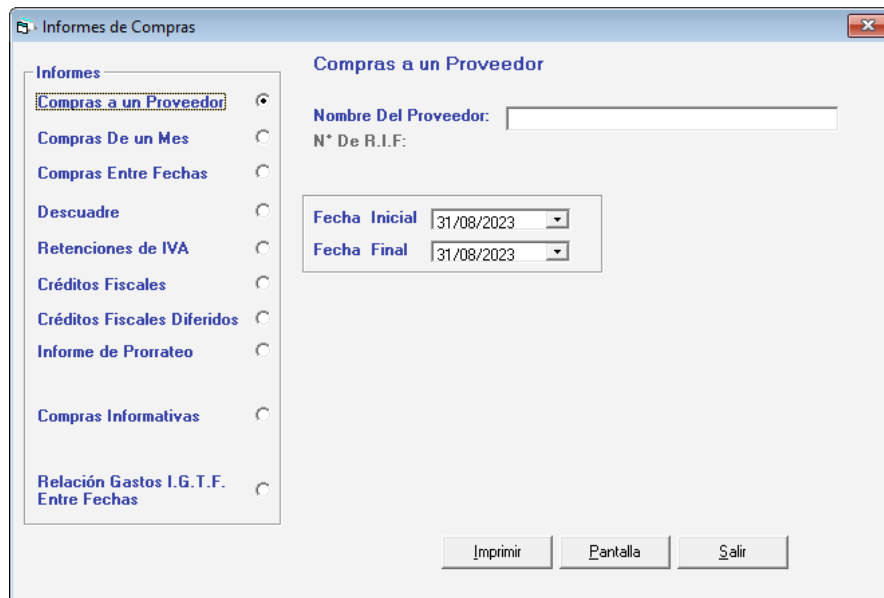 Informes de Compras
Informes
Compras a un Proveedor
Compras De un Mes
Compras Entre Fechas
Descuadre
Retenciones de IVA
Créditos Fiscales
Créditos Fiscales Diferidos
Informe de Prorrateo
Compras Informativas
Relación Gastos I.G.T.F.
Entre Fechas
Compras a un Proveedor
Nombre Del Proveedor:
N° De R.I.F:
Fecha Inicial 31/08/2023
Fecha Final 31/08/2023
Imprimir Pantalla Salir